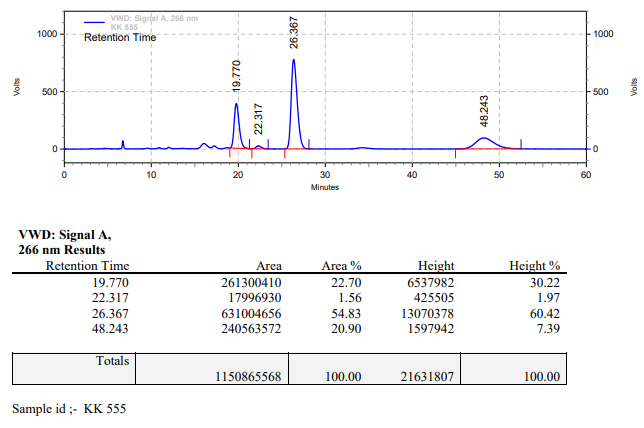 VWD: Signal A, 266 nm
KK 555
Retention Time
1000
500
0
Volts
19.770
22.317
26.367
48.243
1000
500
0
Volts
0 10 20 30 40 50 60
Minutes
VWD: Signal A,
266 nm Results
Retention Time Area Area % Height Height %
19.770 261300410 22.70 6537982 30.22
22.317 17996930 1.56 425505 1.97
26.367 631004656 54.83 13070378 60.42
48.243 240563572 20.90 1597942 7.39
Totals
1150865568 100.00 21631807 100.00
Sample id ;- KK 555